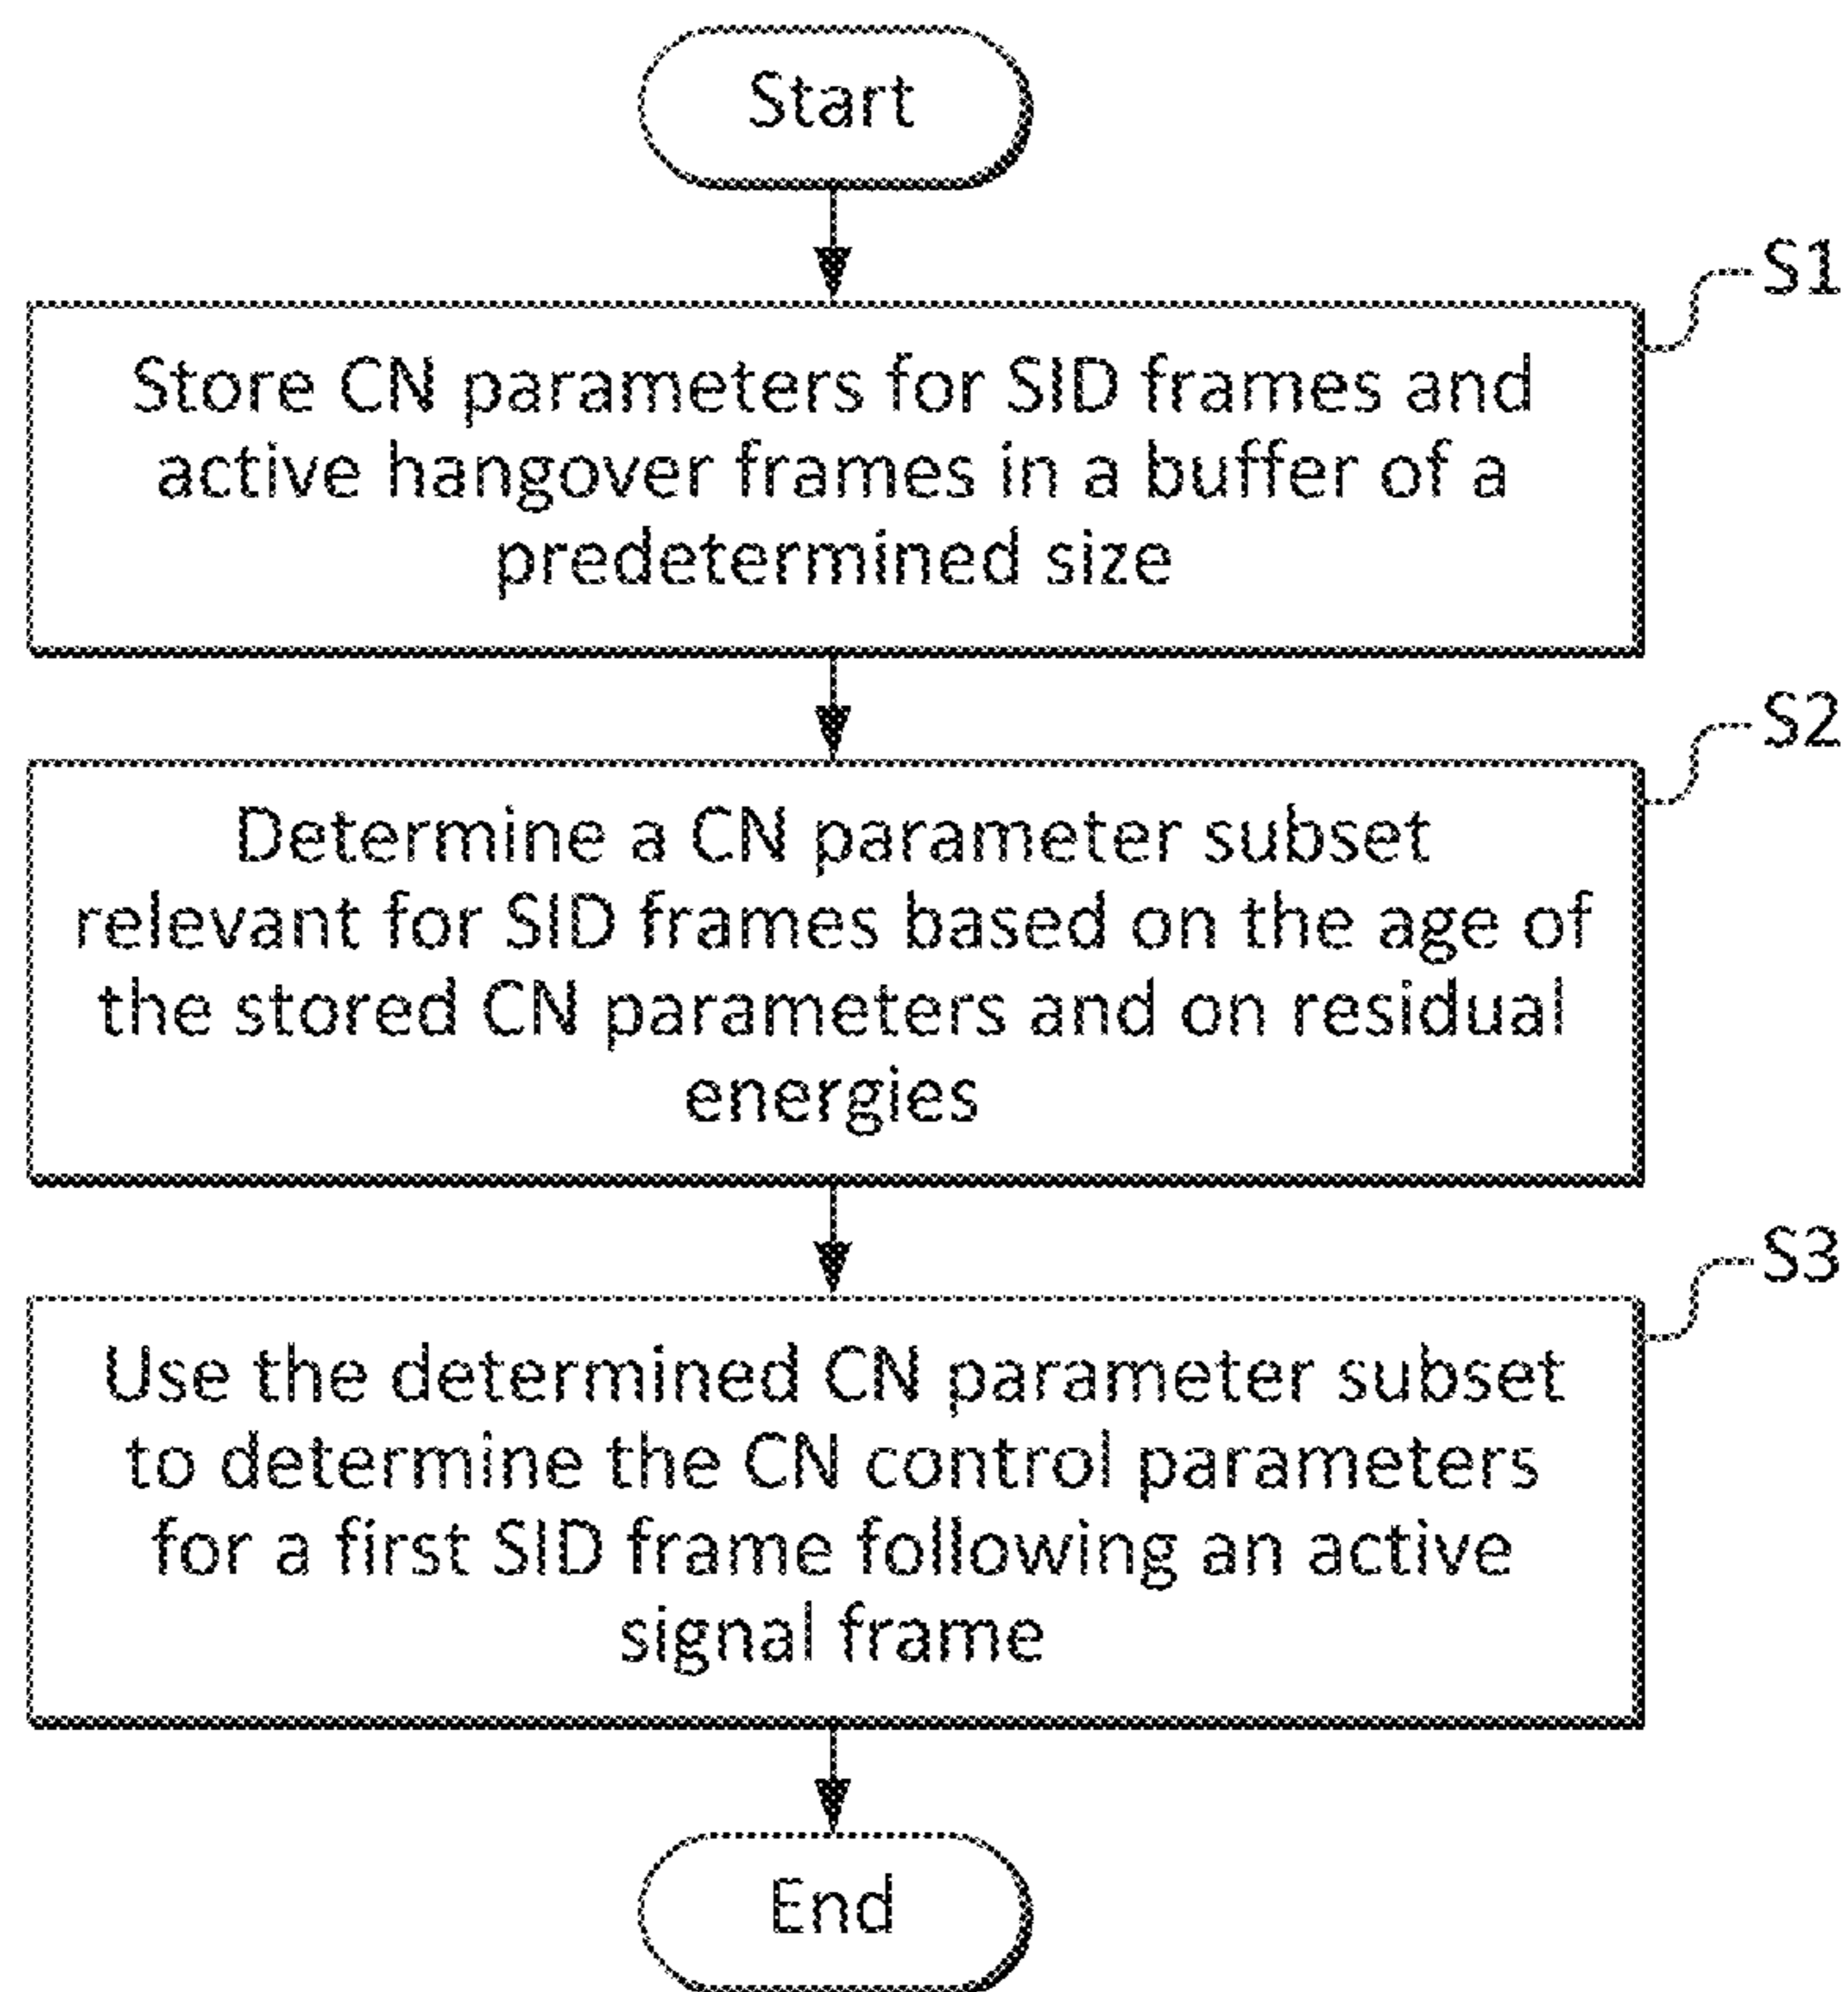 Start
S1
Store CN parameters for SID frames and
active hangover frames in a buffer of a
predetermined size
S2
Determine a CN parameter subset
relevant for SID frames based on the age of
the stored CN parameters and on residual
energies
S3
Use the determined CN parameter subset
to determine the CN control parameters
for a first SID frame following an active
signal frame
End